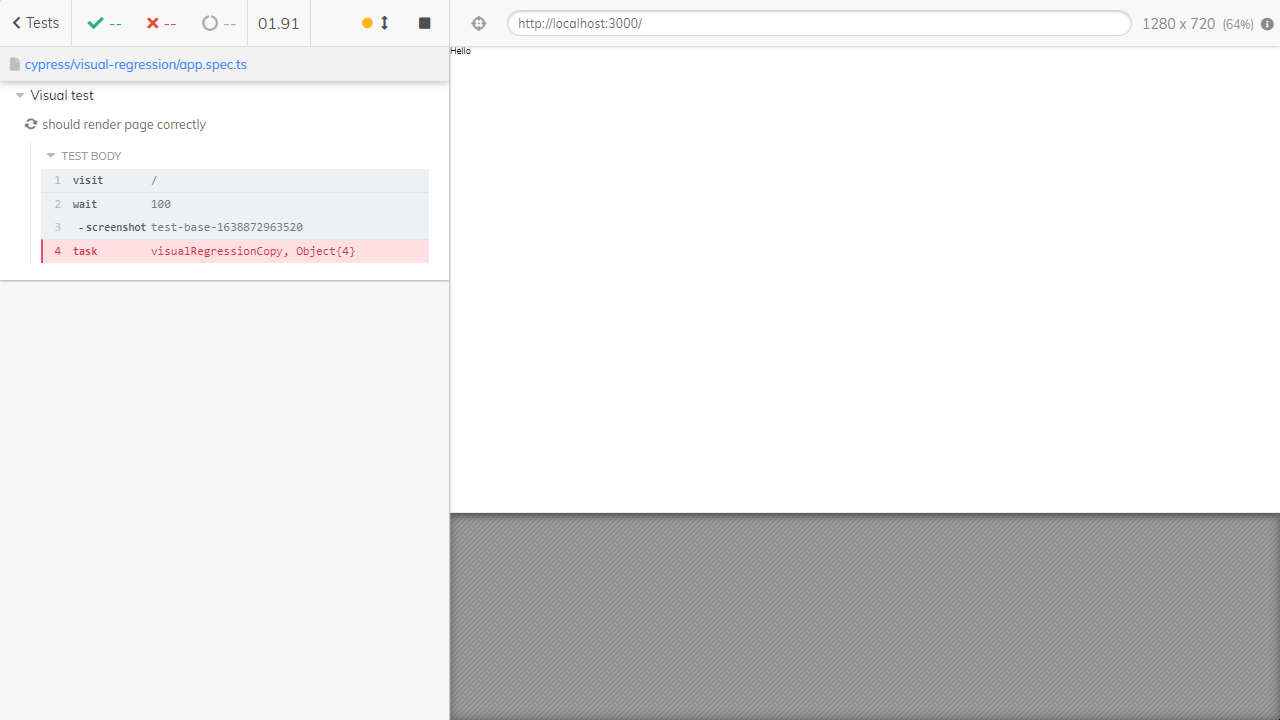 Tests -- -- -- 01.91
http://localhost:3000/ 1280 x 720 (64%)
cypress/visual-regression/app.spec.ts
Hello
Visual test
should render page correctly
TEST BODY
1 visit /
2 wait 100
3 -screenshot test-base-1638872963520
4 task visualRegressionCopy, Object{4}